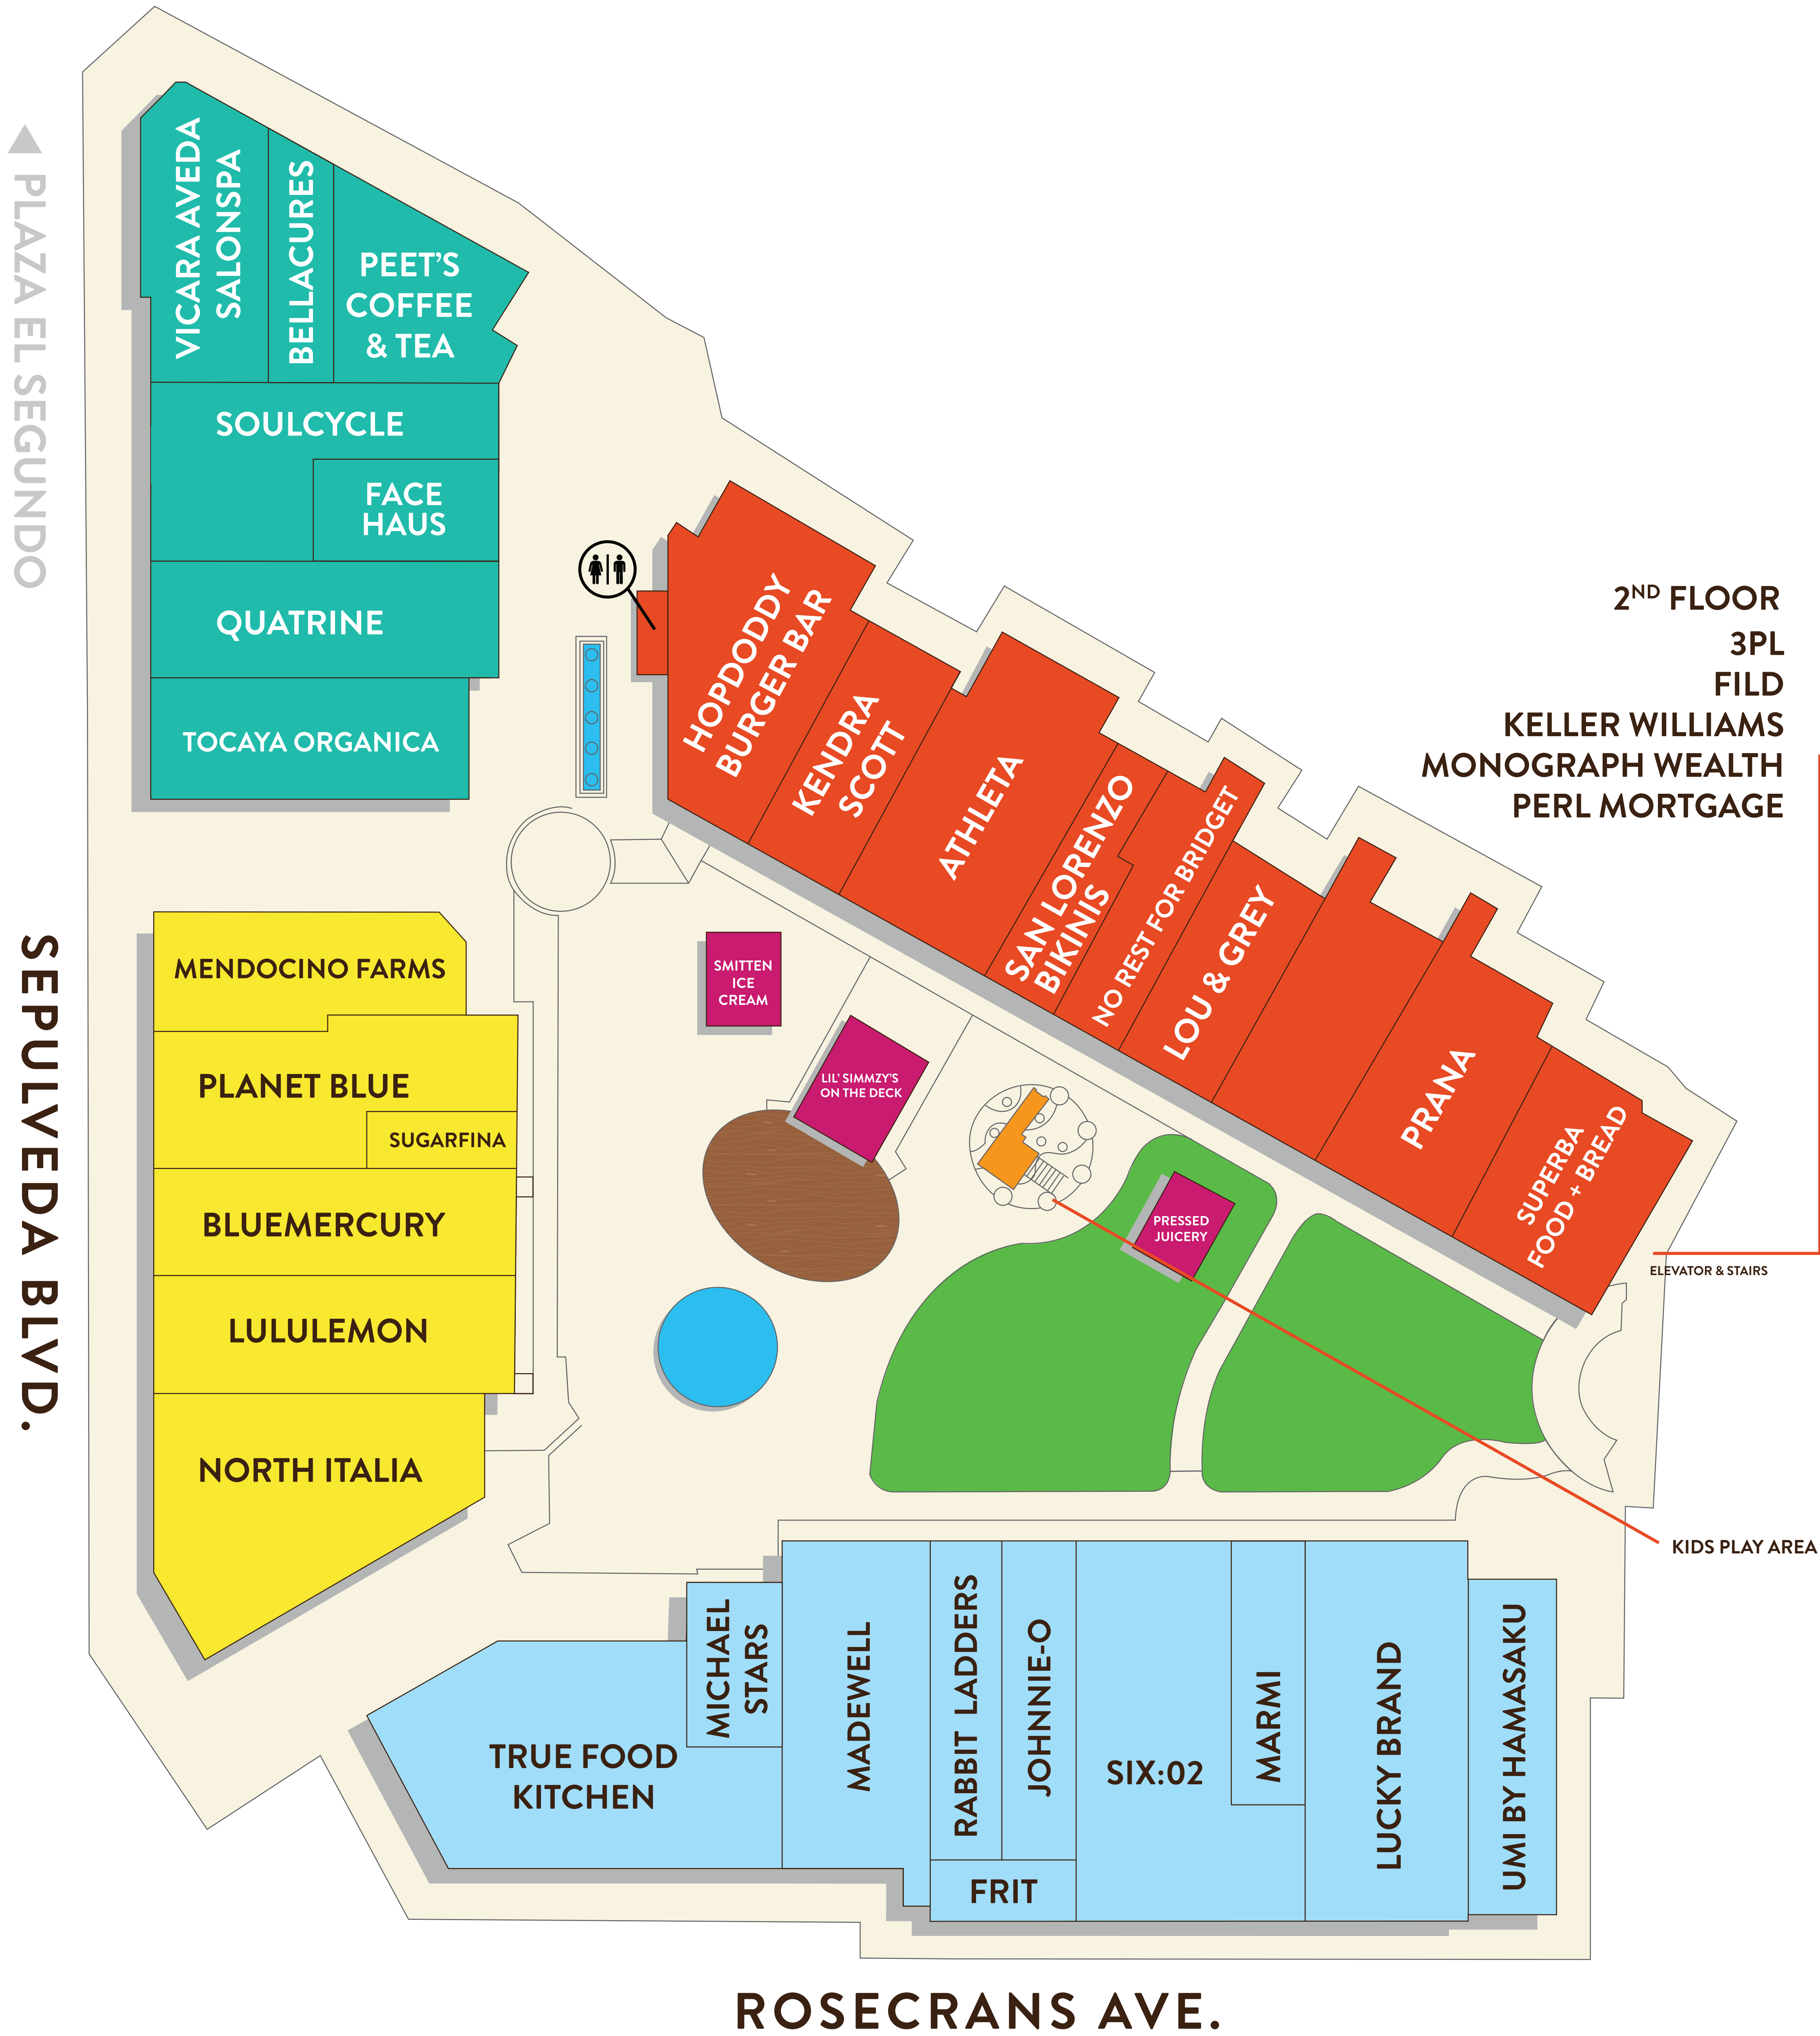 PLAZA EL SEGUNDO
SEPULVEDA BLVD.
VICARA AVEDA
SALONSPA
BELLACURES
PEET'S
COFFEE
& TEA
SOULCYCLE
FACE
HAUS
QUATRINE
TOCAYA ORGANICA
MENDOCINO FARMS
PLANET BLUE
SUGARFINA
BLUEMERCURY
LULULEMON
NORTH ITALIA
HOPDODDY
BURGER BAR
KENDRA
SCOTT
ATHLETA
SAN LORENZO
BIKINIS
NO REST FOR BRIDGET
LOU & GREY
PRANA
SUPERBA
FOOD + BREAD
2ND FLOOR
3PL
FILD
KELLER WILLIAMS
MONOGRAPH WEALTH
PERL MORTGAGE
ELEVATOR & STAIRS
SMITTEN
ICE
CREAM
LIL' SIMMZY'S
ON THE DECK
PRESSED
JUICERY
KIDS PLAY AREA
TRUE FOOD
KITCHEN
MICHAEL
STARS
MADEWELL
RABBIT LADDERS
JOHNNIE-O
FRIT
SIX:02
MARMI
LUCKY BRAND
UMI BY HAMASAKU
ROSECRANS AVE.